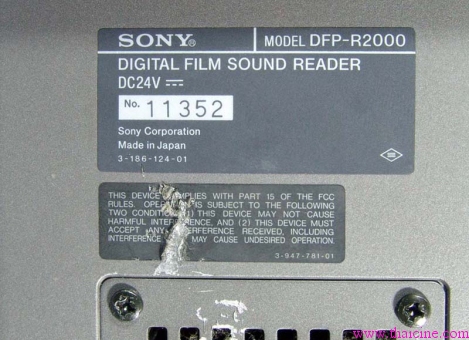 SONY® MODEL DFP-R2000
DIGITAL FILM SOUND READER
DC24V
No. 11352
Sony Corporation
Made in Japan
3-186-124-01
THIS DEVICE COMPLIES WITH PART 15 OF THE FCC
RULES. OPERATION IS SUBJECT TO THE FOLLOWING
TWO CONDITIONS: (1) THIS DEVICE MAY NOT CAUSE
HARMFUL INTERFERENCE, AND (2) THIS DEVICE MUST
ACCEPT ANY INTERFERENCE RECEIVED, INCLUDING
INTERFERENCE MAY CAUSE UNDESIRED OPERATION.
3-947-781-01
www.thaicine.com